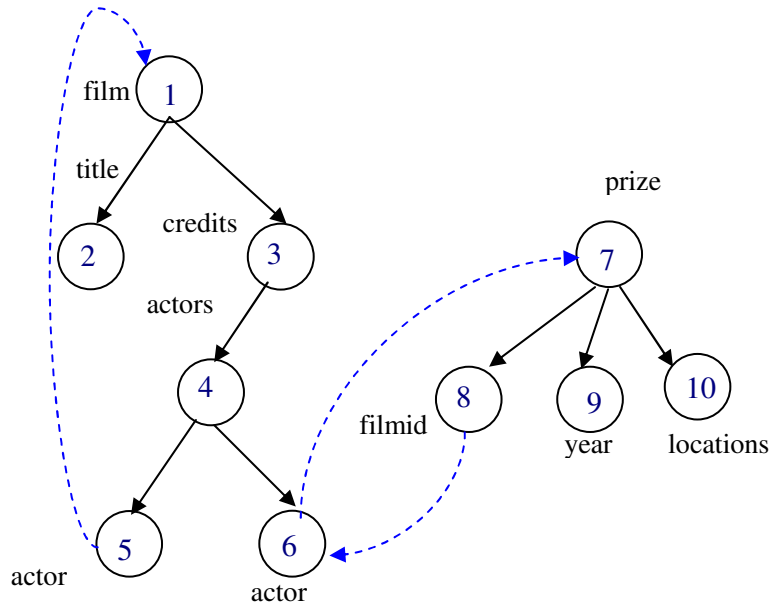 film
1
title
prize
credits
2
3
7
actors
4
8
9
10
filmid
year
locations
5
6
actor
actor